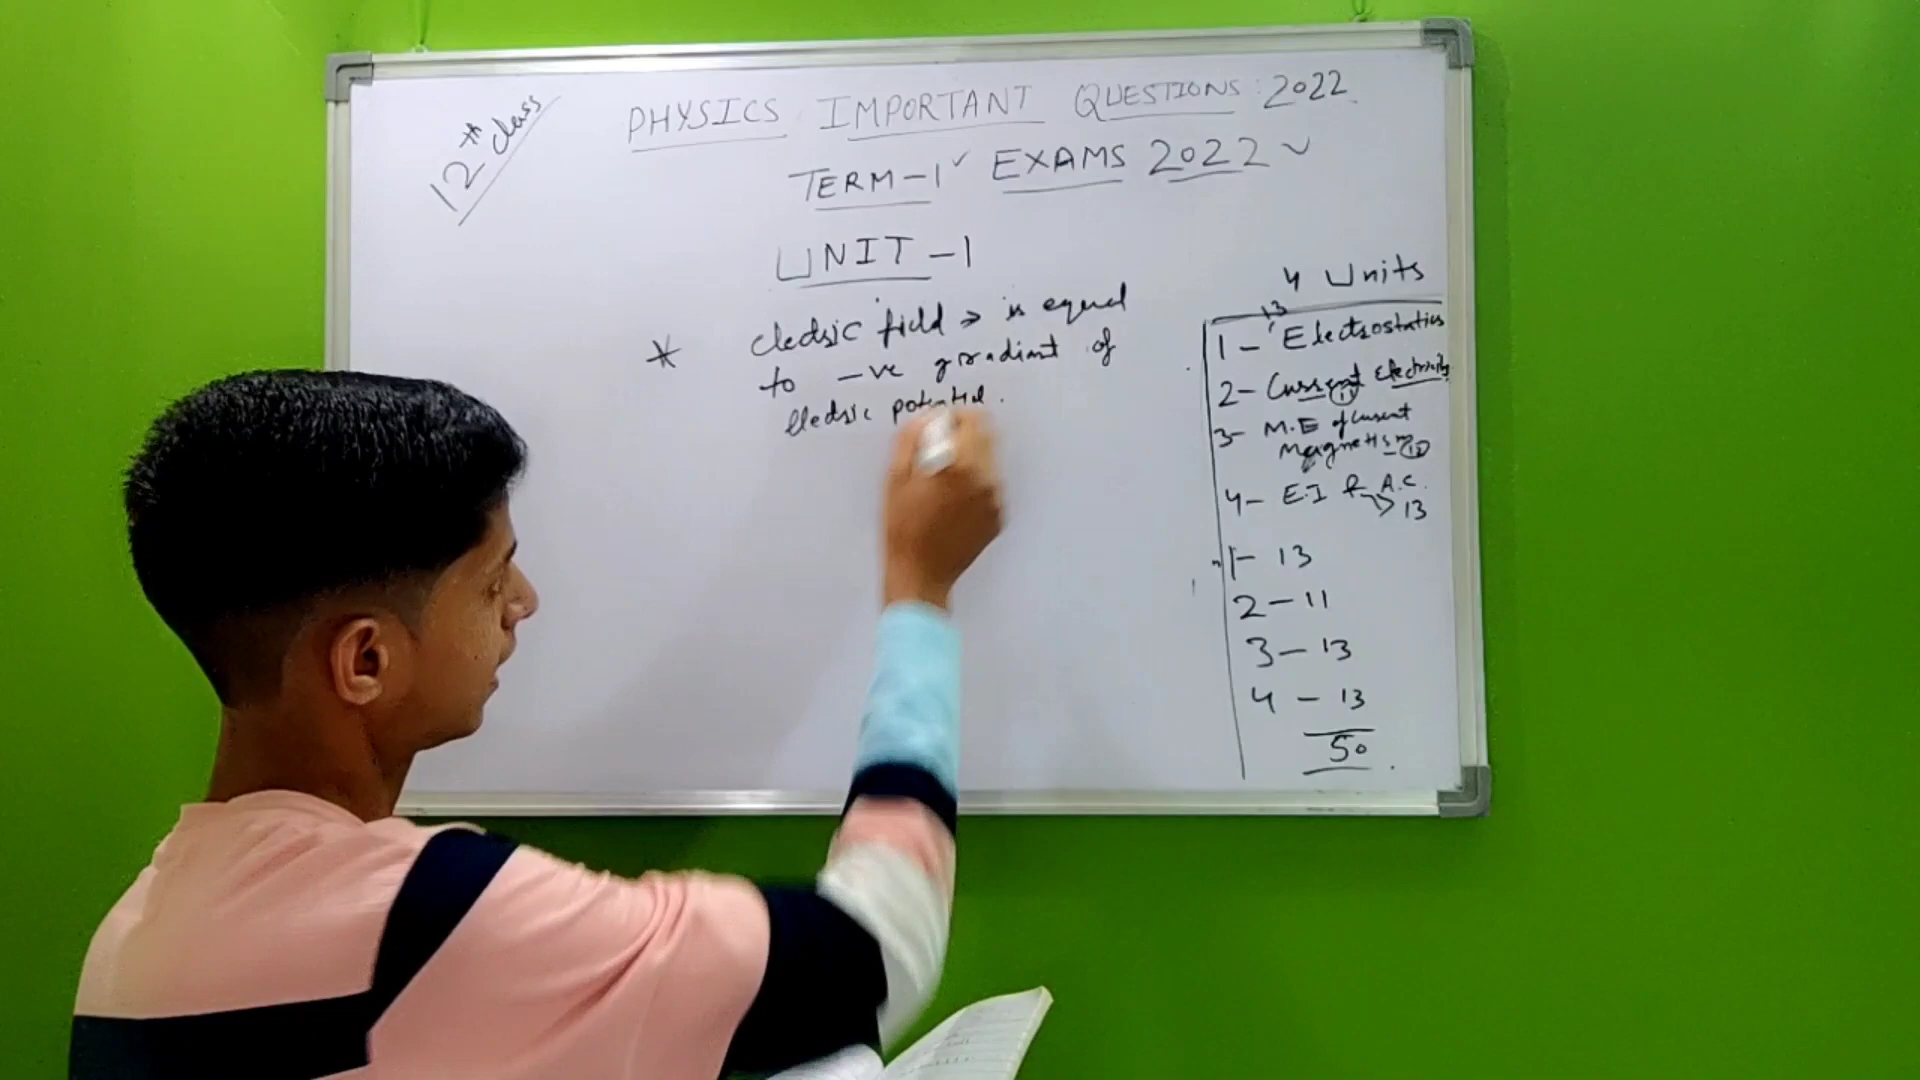 12th class
PHYSICS IMPORTANT QUESTIONS: 2022.
TERM-1 EXAMS 2022
UNIT-1
* electric field → is equal
to -ve gradient of
electric potential.
4 Units
13
1- Electrostatics
2- Current Electricity
11
3- M.E of current
Magnetism
4- E.I & A.C.
13
1- 13
2- 11
3- 13
4- 13
50